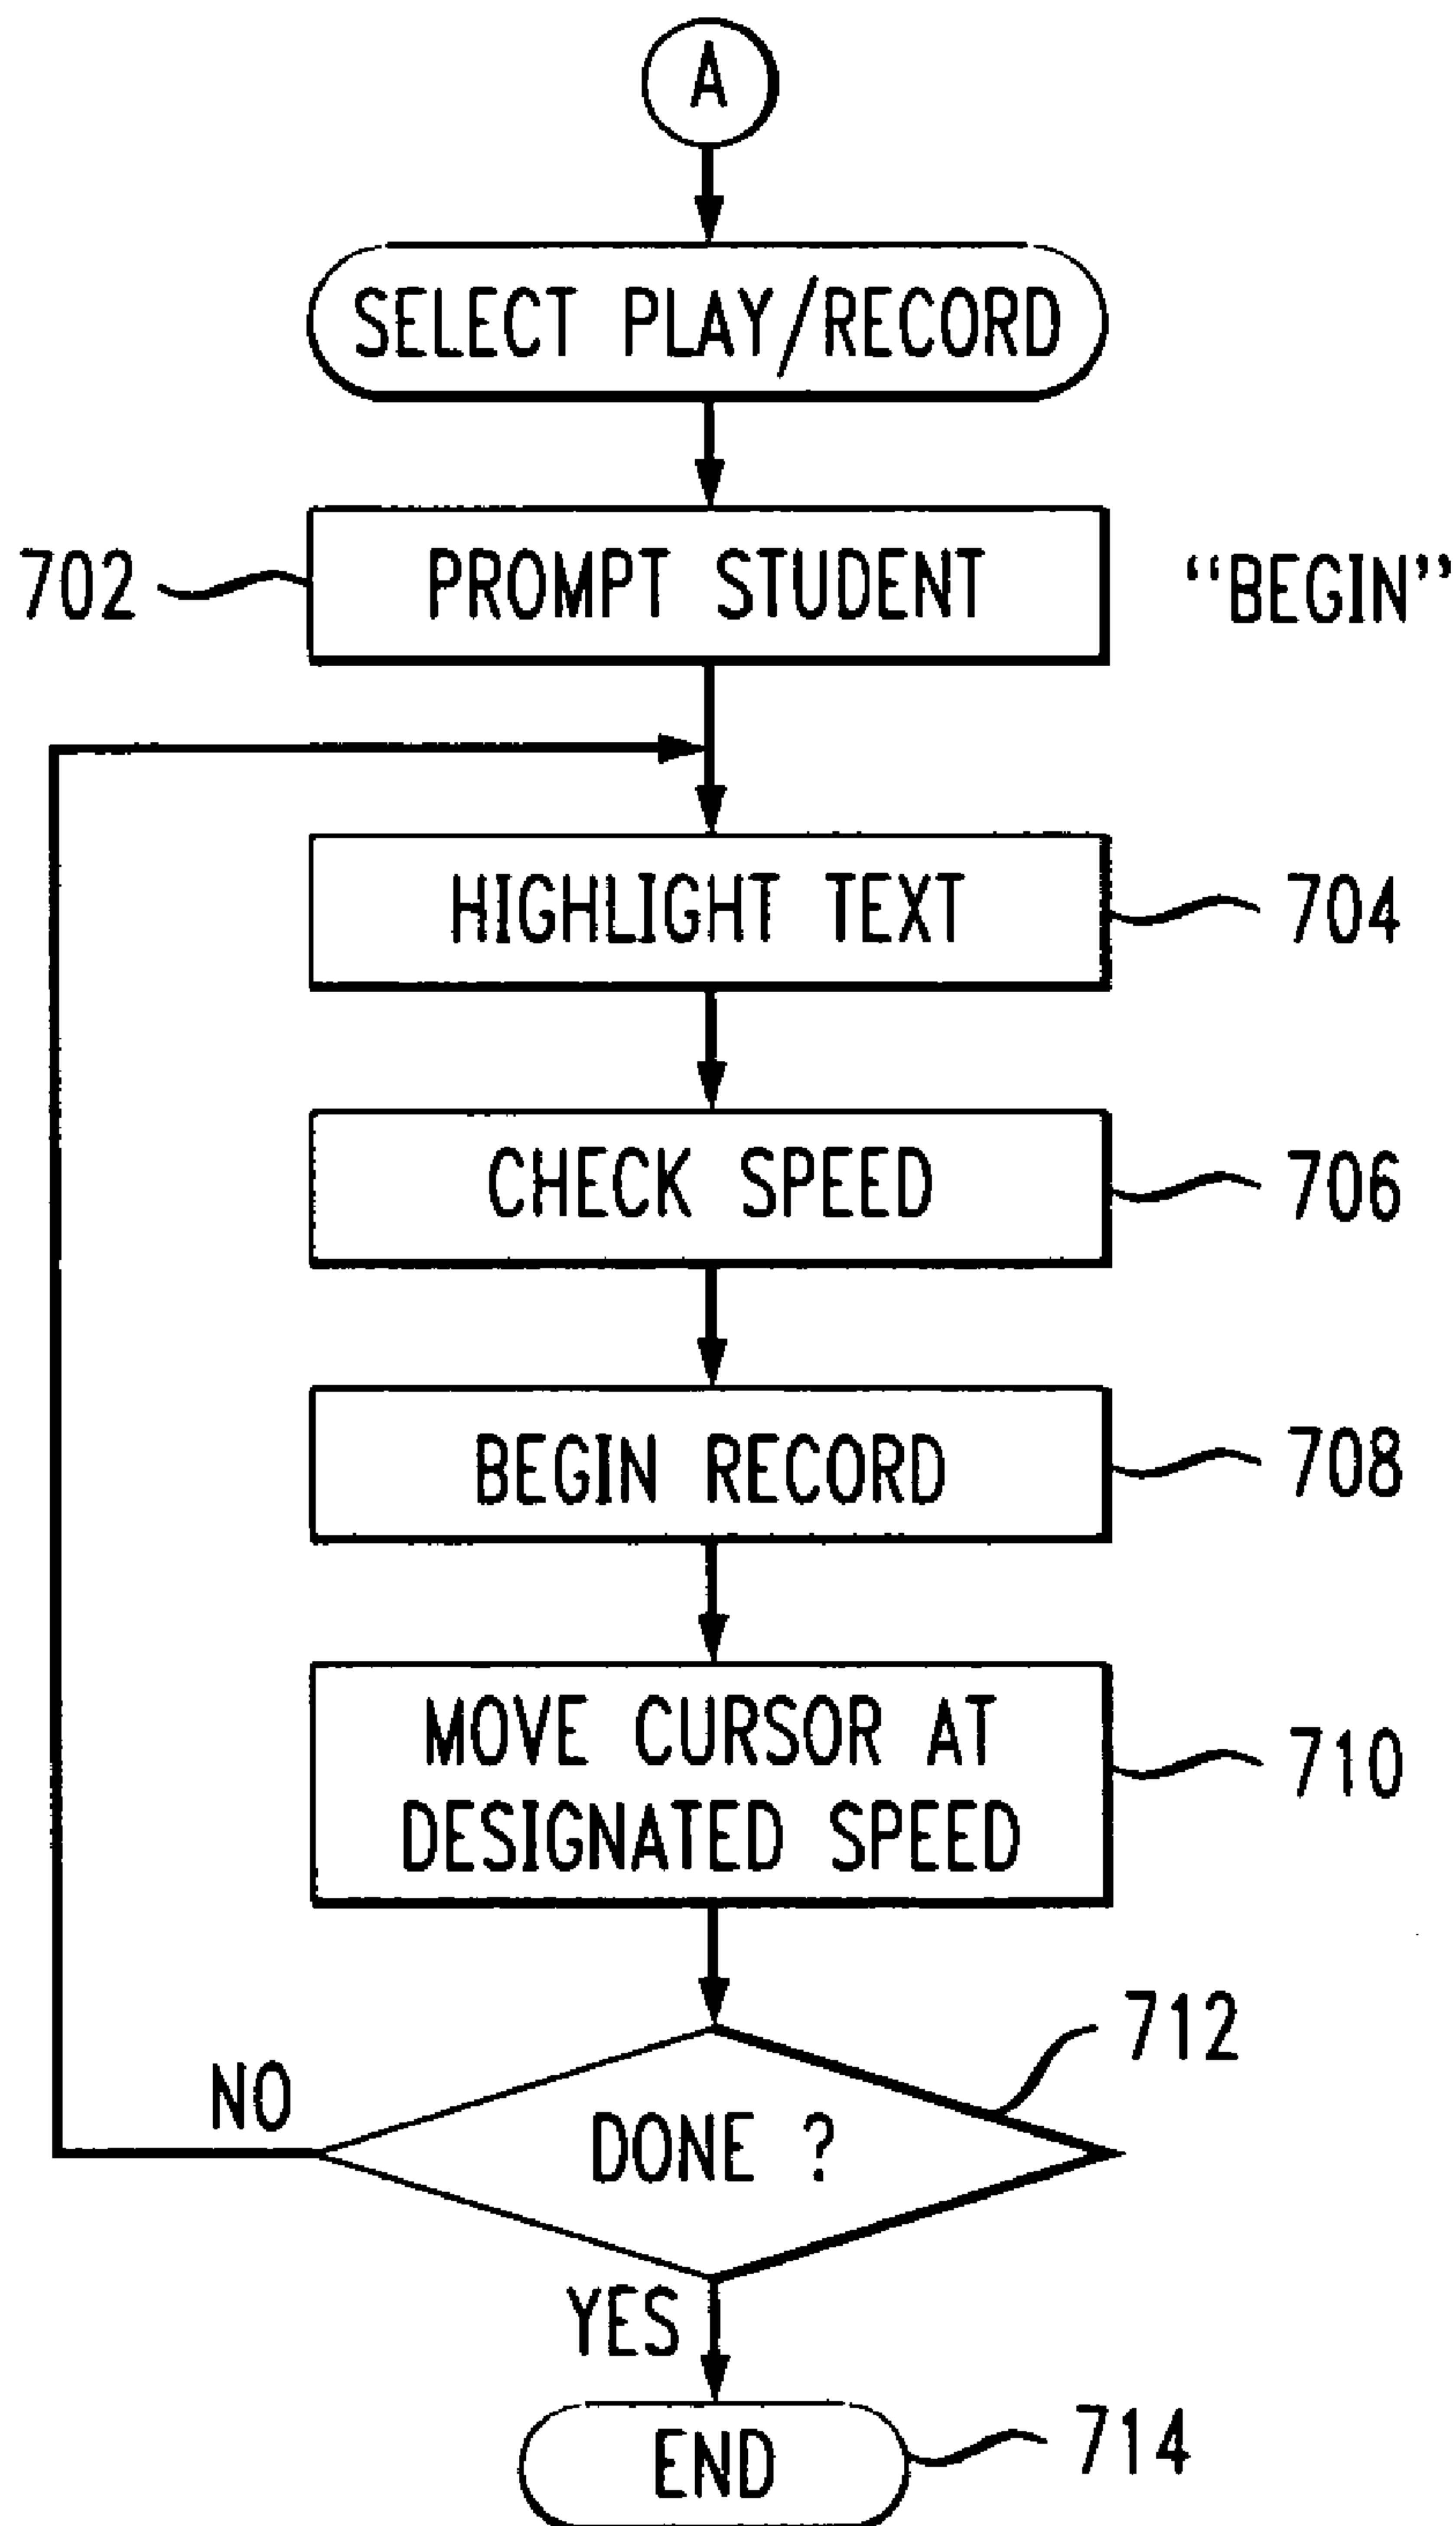 A
SELECT PLAY/RECORD
702
PROMPT STUDENT
“BEGIN”
HIGHLIGHT TEXT
704
CHECK SPEED
706
BEGIN RECORD
708
MOVE CURSOR AT
DESIGNATED SPEED
710
712
NO
DONE ?
YES
END
714